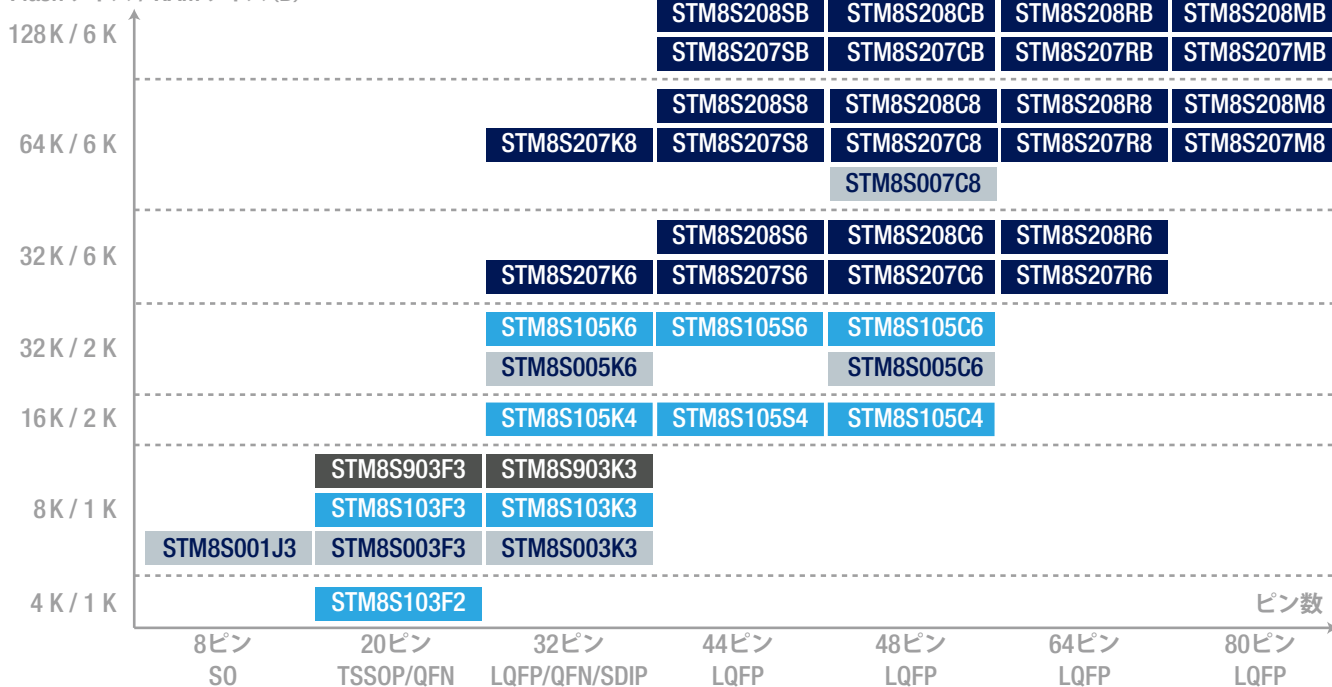 STM8S208SB STM8S208CB STM8S208RB STM8S208MB
128 K / 6 K
STM8S207SB STM8S207CB STM8S207RB STM8S207MB
STM8S208S8 STM8S208C8 STM8S208R8 STM8S208M8
64 K / 6 K STM8S207K8 STM8S207S8 STM8S207C8 STM8S207R8 STM8S207M8
STM8S007C8
STM8S208S6 STM8S208C6 STM8S208R6
32 K / 6 K
STM8S207K6 STM8S207S6 STM8S207C6 STM8S207R6
STM8S105K6 STM8S105S6 STM8S105C6
32 K / 2 K
STM8S005K6 STM8S005C6
16 K / 2 K STM8S105K4 STM8S105S4 STM8S105C4
STM8S903F3 STM8S903K3
8 K / 1 K STM8S103F3 STM8S103K3
STM8S001J3 STM8S003F3 STM8S003K3
4 K / 1 K STM8S103F2 ピン数
8ピン 20ピン 32ピン 44ピン 48ピン 64ピン 80ピン
SO TSSOP/QFN LQFP/QFN/SDIP LQFP LQFP LQFP LQFP